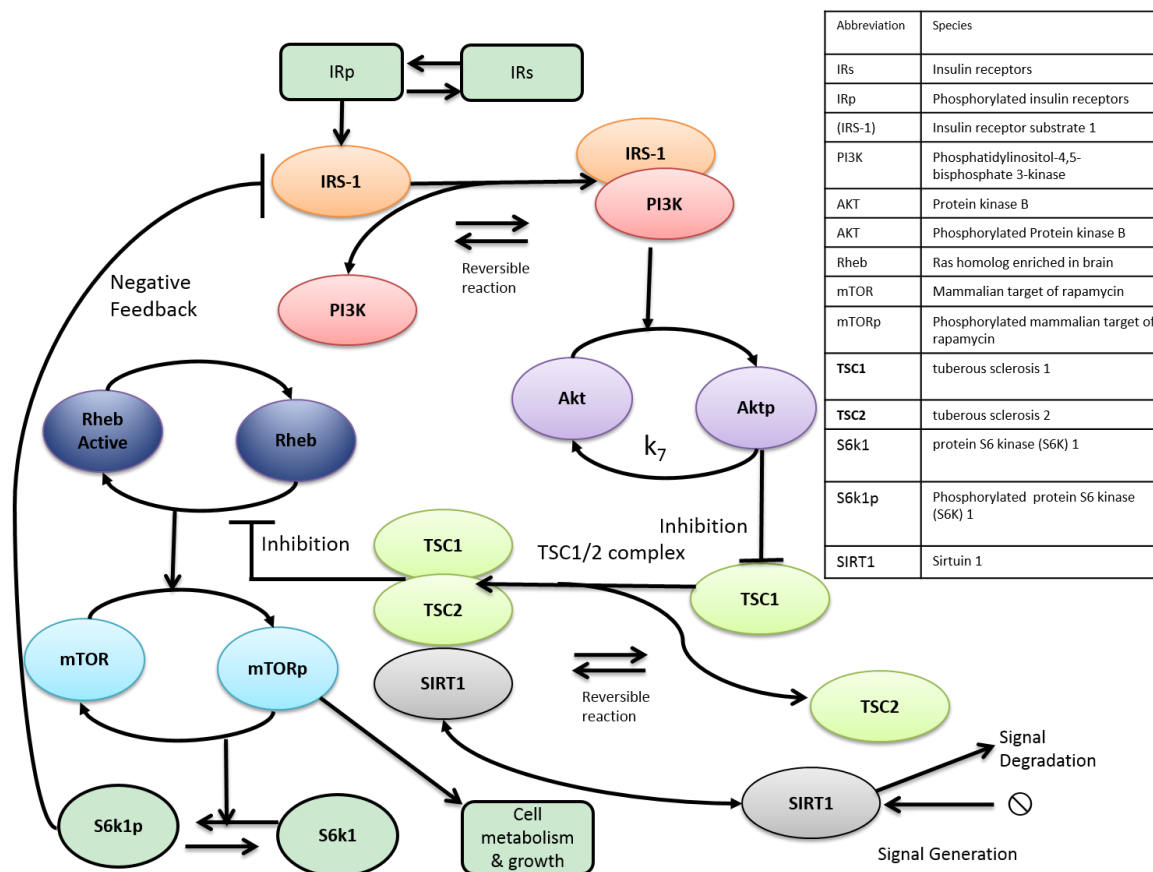 IRp
IRs
IRS-1
IRS-1
PI3K
PI3K
Reversible
reaction
Negative
Feedback
Akt
Aktp
k7
Rheb
Active
Rheb
Inhibition
Inhibition
TSC1/2 complex
TSC1
TSC2
TSC1
TSC2
SIRT1
Reversible
reaction
mTOR
mTORp
S6k1p
S6k1
Cell
metabolism
& growth
SIRT1
Signal
Degradation
Signal Generation
Abbreviation Species
IRs Insulin receptors
IRp Phosphorylated insulin receptors
(IRS-1) Insulin receptor substrate 1
PI3K Phosphatidylinositol-4,5-
bisphosphate 3-kinase
AKT Protein kinase B
AKT Phosphorylated Protein kinase B
Rheb Ras homolog enriched in brain
mTOR Mammalian target of rapamycin
mTORp Phosphorylated mammalian target of
rapamycin
TSC1 tuberous sclerosis 1
TSC2 tuberous sclerosis 2
S6k1 protein S6 kinase (S6K) 1
S6k1p Phosphorylated protein S6 kinase
(S6K) 1
SIRT1 Sirtuin 1